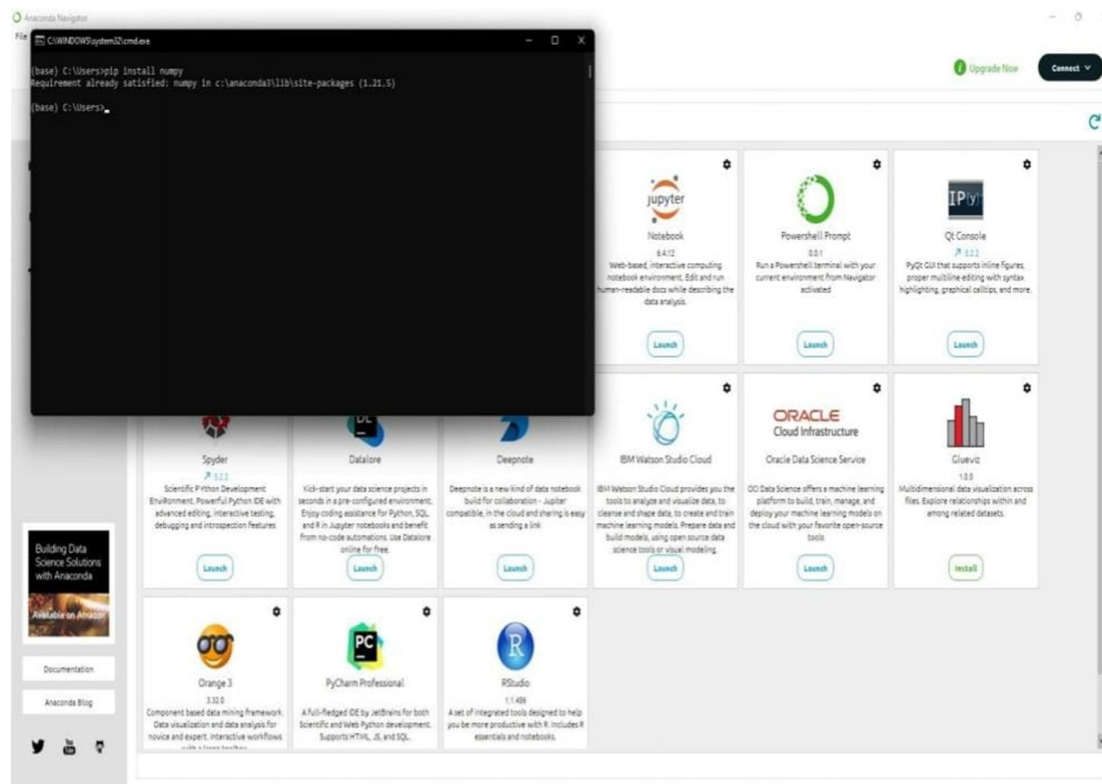 Anaconda Navigator
File
C:\WINDOWS\system32\cmd.exe
(base) C:\Users>pip install numpy
Requirement already satisfied: numpy in c:\anaconda3\lib\site-packages (1.21.5)
(base) C:\Users>
Upgrade Now
Connect
jupyter
Notebook
6.4.12
Web-based, interactive computing
notebook environment. Edit and run
human-readable docs while describing the
data analysis.
Launch
Powershell Prompt
0.0.1
Run a Powershell terminal with your
current environment from Navigator
activated
Launch
IP[y]:
Qt Console
5.2.2
PyQt GUI that supports inline figures,
proper multiline editing with syntax
highlighting, graphical calltips, and more.
Launch
Spyder
5.2.2
Scientific PYthon Development
EnviRonment. Powerful Python IDE with
advanced editing, interactive testing,
debugging and introspection features
Launch
DL
Datalore
Kick-start your data science projects in
seconds in a pre-configured environment.
Enjoy coding assistance for Python, SQL,
and R in Jupyter notebooks and benefit
from no-code automations. Use Datalore
online for free.
Launch
Deepnote
Deepnote is a new kind of data notebook
build for collaboration - Jupiter
compatible, in the cloud and sharing is easy
as sending a link
Launch
IBM Watson Studio Cloud
IBM Watson Studio Cloud provides you the
tools to analyze and visualize data, to
cleanse and shape data, to create and train
machine learning models. Prepare data and
build models, using open source data
science tools or visual modeling.
Launch
ORACLE
Cloud Infrastructure
Oracle Data Science Service
OCI Data Science offers a machine learning
platform to build, train, manage, and
deploy your machine learning models on
the cloud with your favorite open-source
tools
Launch
Glueviz
1.0.0
Multidimensional data visualization across
files. Explore relationships within and
among related datasets.
Install
Building Data
Science Solutions
with Anaconda
Available on Amazon
Documentation
Anaconda Blog
Orange 3
3.32.0
Component based data mining framework.
Data visualization and data analysis for
novice and expert. Interactive workflows
with a large toolbox
PC
PyCharm Professional
A full-fledged IDE by JetBrains for both
Scientific and Web Python development.
Supports HTML, JS, and SQL.
R
RStudio
1.1.456
A set of integrated tools designed to help
you be more productive with R. Includes R
essentials and notebooks.